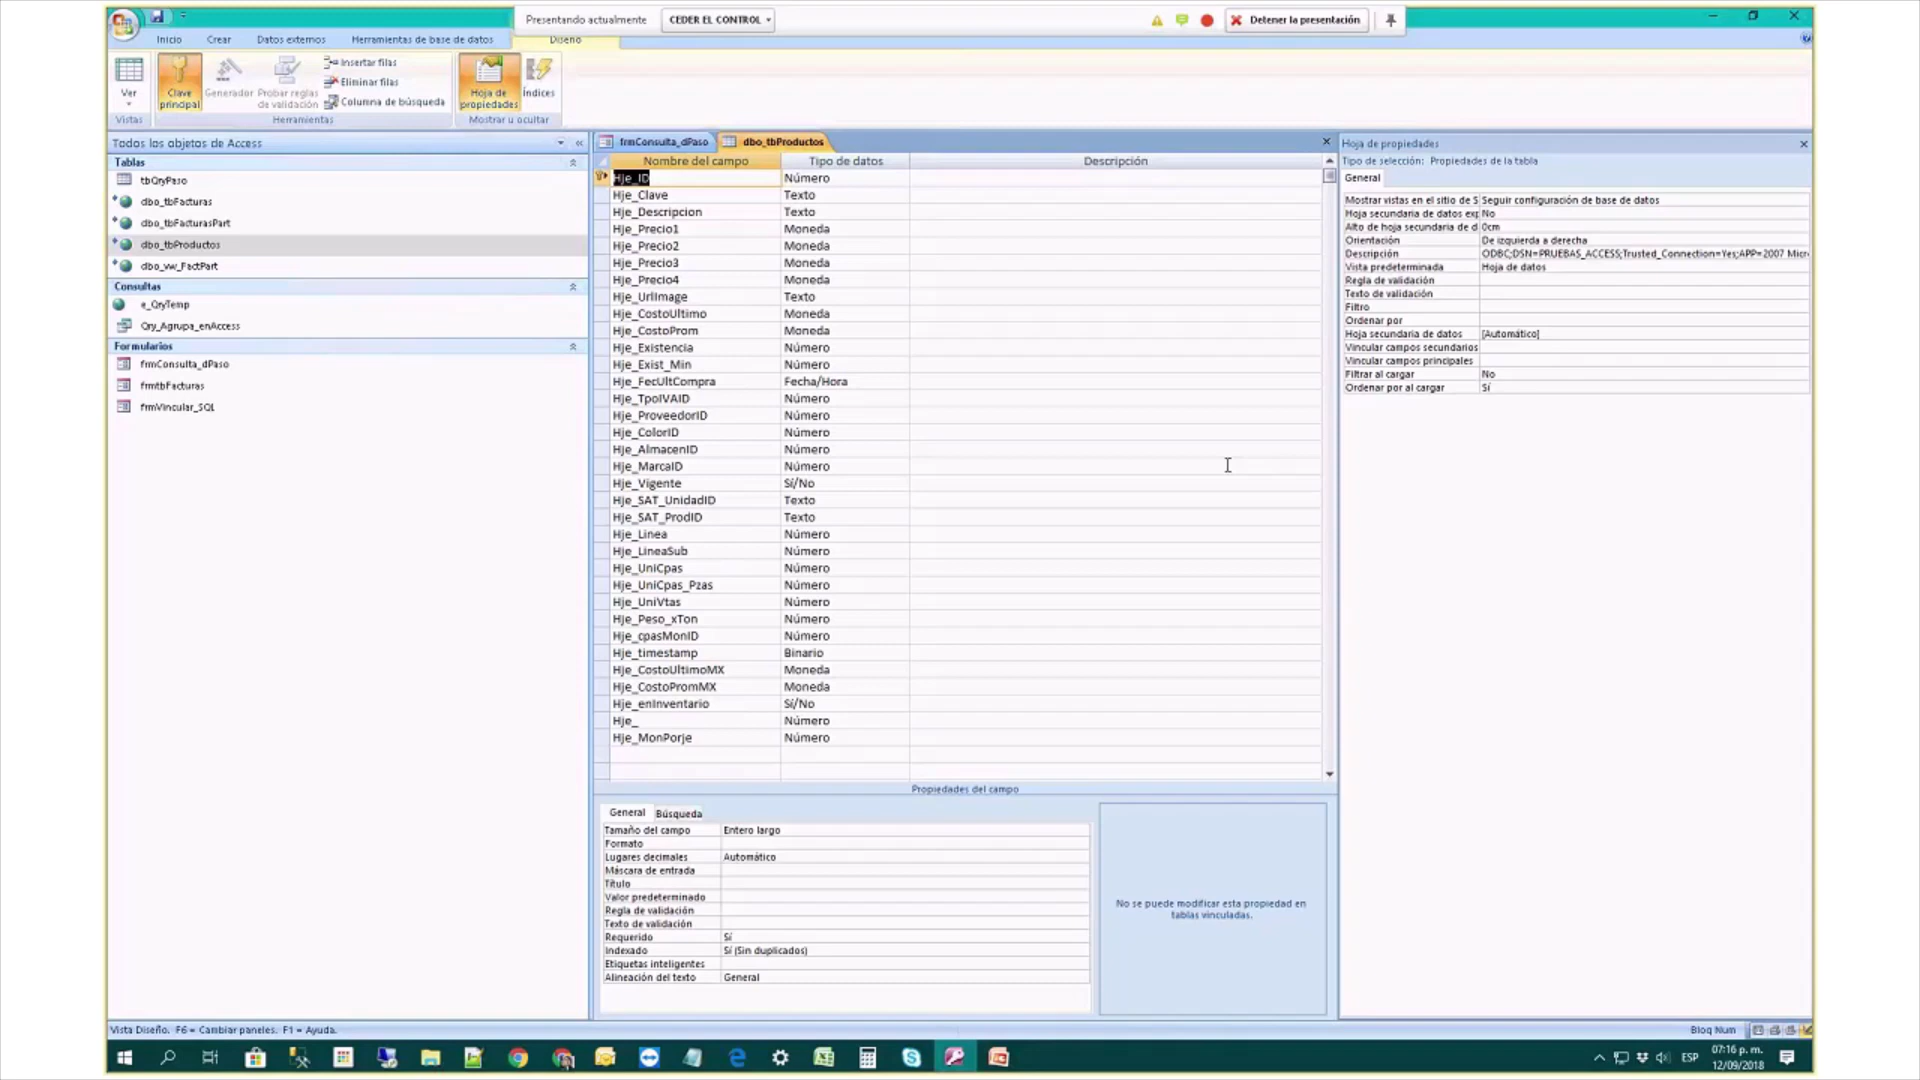 Presentando actualmente CEDER EL CONTROL Detener la presentación
Inicio Crear Datos externos Herramientas de base de datos Diseño
Ver
Clave principal
Generador
Probar reglas de validación
Insertar filas
Eliminar filas
Columna de búsqueda
Hoja de propiedades
Índices
Vistas Herramientas Mostrar u ocultar
Todos los objetos de Access
Tablas
tbQryPaso
dbo_tbFacturas
dbo_tbFacturasPart
dbo_tbProductos
dbo_vw_FactPart
Consultas
e_QryTemp
Qry_Agrupa_enAccess
Formularios
frmConsulta_dPaso
frmtbFacturas
frmVincular_SQL
frmConsulta_dPaso dbo_tbProductos
Nombre del campo Tipo de datos Descripción
Hje_ID Número
Hje_Clave Texto
Hje_Descripcion Texto
Hje_Precio1 Moneda
Hje_Precio2 Moneda
Hje_Precio3 Moneda
Hje_Precio4 Moneda
Hje_UrlImage Texto
Hje_CostoUltimo Moneda
Hje_CostoProm Moneda
Hje_Existencia Número
Hje_Exist_Min Número
Hje_FecUltCompra Fecha/Hora
Hje_TpoIVAID Número
Hje_ProveedorID Número
Hje_ColorID Número
Hje_AlmacenID Número
Hje_MarcaID Número
Hje_Vigente Sí/No
Hje_SAT_UnidadID Texto
Hje_SAT_ProdID Texto
Hje_Linea Número
Hje_LineaSub Número
Hje_UniCpas Número
Hje_UniCpas_Pzas Número
Hje_UniVtas Número
Hje_Peso_xTon Número
Hje_cpasMonID Número
Hje_timestamp Binario
Hje_CostoUltimoMX Moneda
Hje_CostoPromMX Moneda
Hje_enInventario Sí/No
Hje_ Número
Hje_MonPorje Número
Propiedades del campo
General Búsqueda
Tamaño del campo Entero largo
Formato
Lugares decimales Automático
Máscara de entrada
Título
Valor predeterminado
Regla de validación
Texto de validación
Requerido Sí
Indexado Sí (Sin duplicados)
Etiquetas inteligentes
Alineación del texto General
No se puede modificar esta propiedad en
tablas vinculadas.
Hoja de propiedades
Tipo de selección: Propiedades de la tabla
General
Mostrar vistas en el sitio de S Seguir configuración de base de datos
Hoja secundaria de datos exp No
Alto de hoja secundaria de d 0cm
Orientación De izquierda a derecha
Descripción ODBC;DSN=PRUEBAS_ACCESS;Trusted_Connection=Yes;APP=2007 Micr
Vista predeterminada Hoja de datos
Regla de validación
Texto de validación
Filtro
Ordenar por
Hoja secundaria de datos [Automático]
Vincular campos secundarios
Vincular campos principales
Filtrar al cargar No
Ordenar por al cargar Sí
Vista Diseño. F6 = Cambiar paneles. F1 = Ayuda. Bloq Num
ESP 07:16 p. m.
12/09/2018